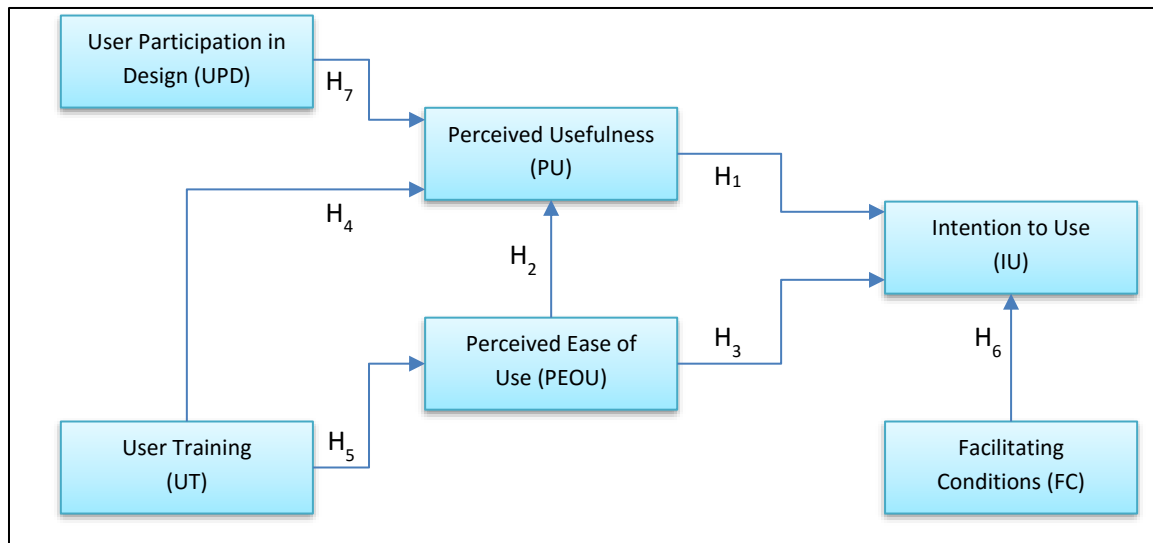 User Participation in
Design (UPD)
H7
Perceived Usefulness
(PU)
H1
H4
Intention to Use
(IU)
H2
Perceived Ease of
Use (PEOU)
H3
H6
User Training
(UT)
H5
Facilitating
Conditions (FC)